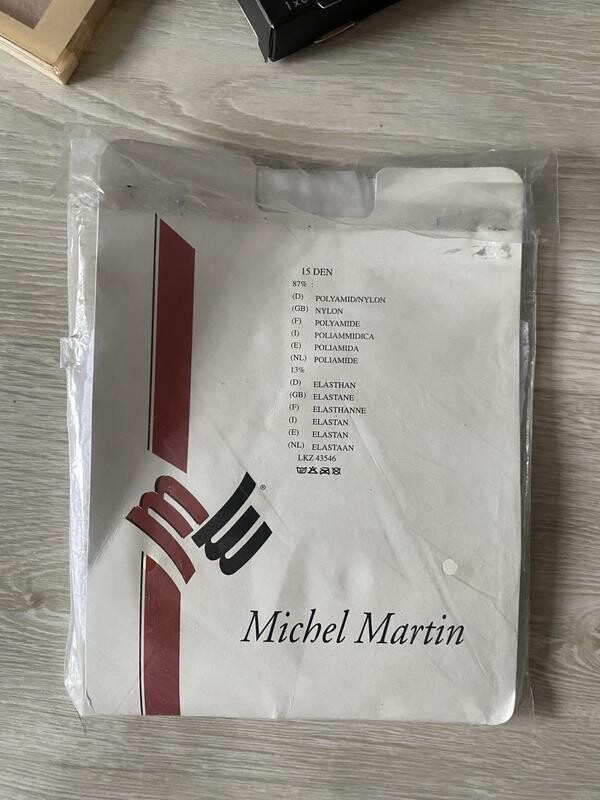 15 DEN
87% :
(D) POLYAMID/NYLON
(GB) NYLON
(F) POLYAMIDE
(I) POLIAMMIDICA
(E) POLIAMIDA
(NL) POLIAMIDE
13%
(D) ELASTHAN
(GB) ELASTANE
(F) ELASTHANNE
(I) ELASTAN
(E) ELASTAN
(NL) ELASTAAN
LKZ 43546
m m ®
Michel Martin